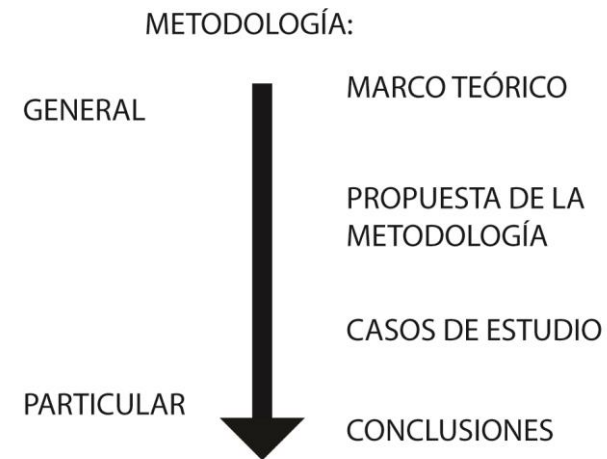 METODOLOGÍA:
GENERAL
MARCO TEÓRICO
PROPUESTA DE LA
METODOLOGÍA
CASOS DE ESTUDIO
PARTICULAR
CONCLUSIONES